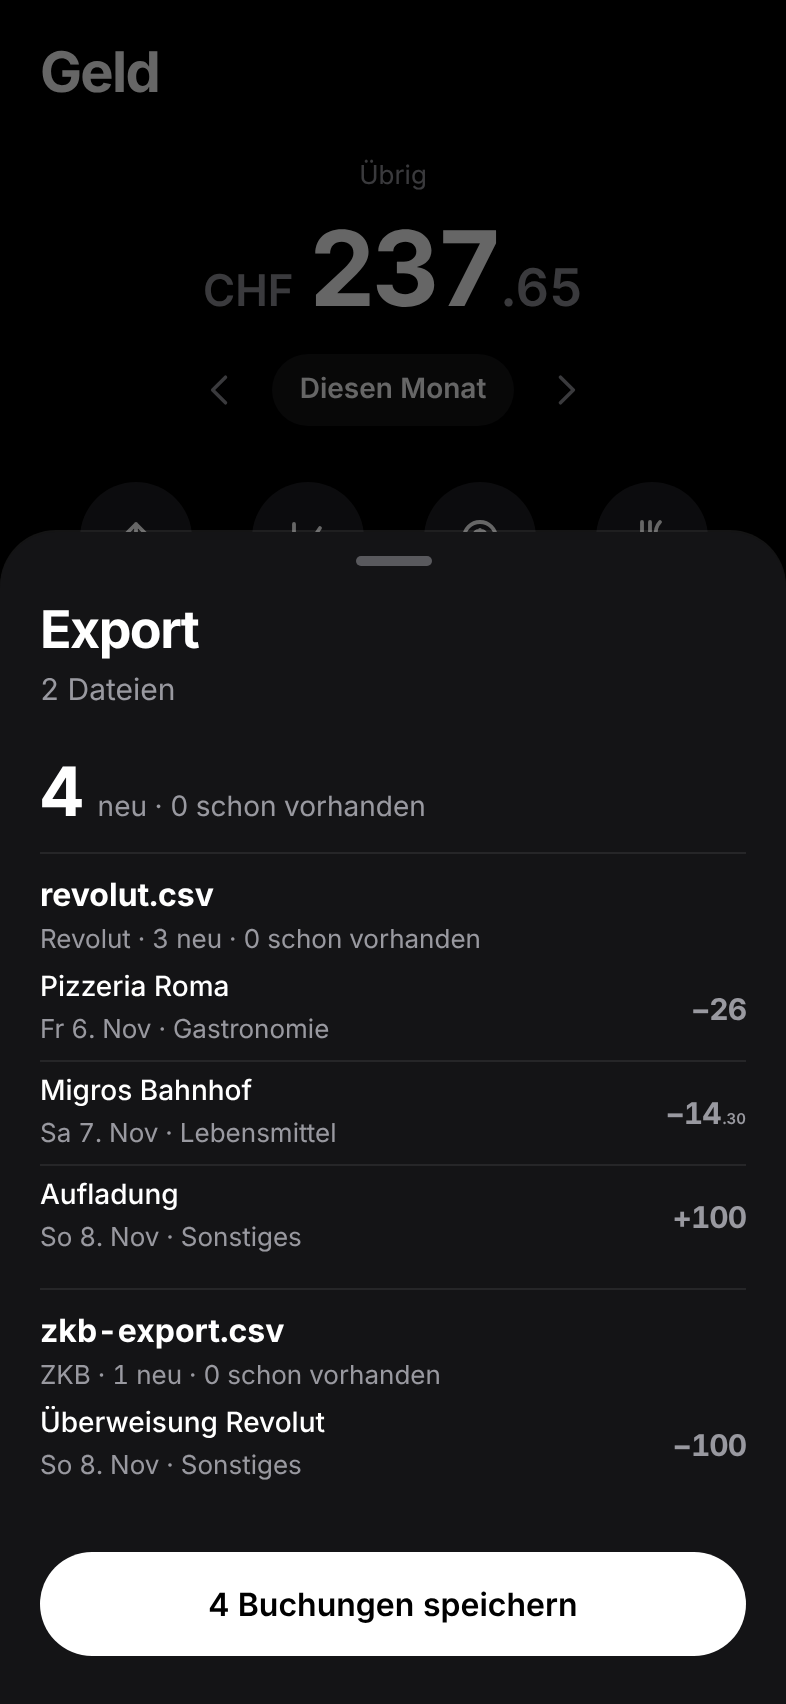 Geld
Übrig
CHF 237.65
Diesen Monat
Export
2 Dateien
4 neu · 0 schon vorhanden
revolut.csv
Revolut · 3 neu · 0 schon vorhanden
Pizzeria Roma
Fr 6. Nov · Gastronomie
−26
Migros Bahnhof
Sa 7. Nov · Lebensmittel
−14.30
Aufladung
So 8. Nov · Sonstiges
+100
zkb-export.csv
ZKB · 1 neu · 0 schon vorhanden
Überweisung Revolut
So 8. Nov · Sonstiges
−100
4 Buchungen speichern